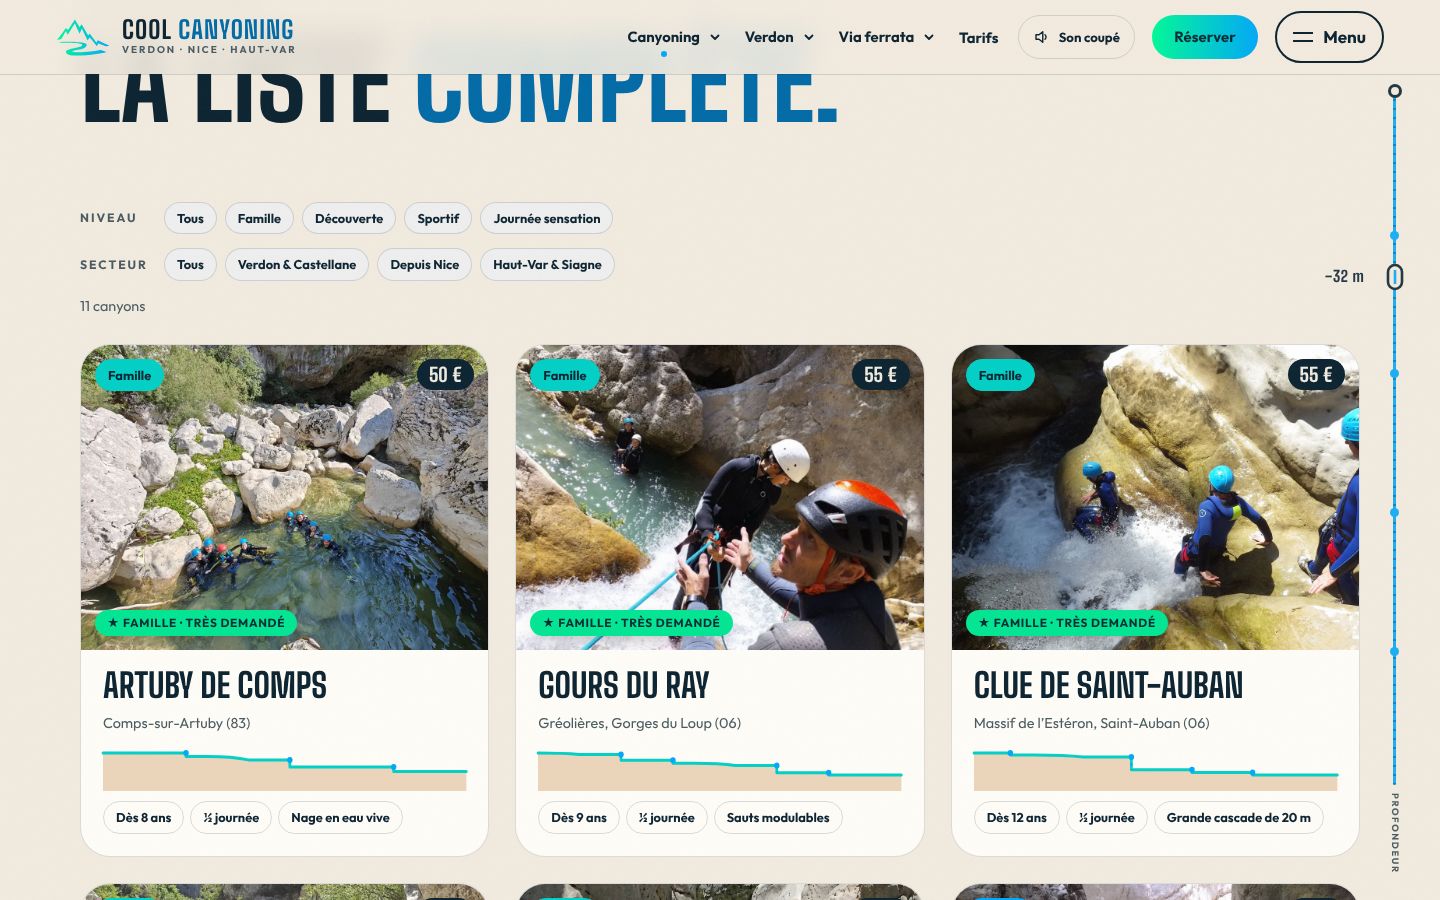 COOL CANYONING
VERDON · NICE · HAUT-VAR
Canyoning
Verdon
Via ferrata
Tarifs
Son coupé
Réserver
Menu
LA LISTE COMPLÈTE.
NIVEAU
Tous
Famille
Découverte
Sportif
Journée sensation
SECTEUR
Tous
Verdon & Castellane
Depuis Nice
Haut-Var & Siagne
−32 m
11 canyons
Famille
50 €
★ FAMILLE · TRÈS DEMANDÉ
ARTUBY DE COMPS
Comps-sur-Artuby (83)
Dès 8 ans
½ journée
Nage en eau vive
Famille
55 €
★ FAMILLE · TRÈS DEMANDÉ
GOURS DU RAY
Gréolières, Gorges du Loup (06)
Dès 9 ans
½ journée
Sauts modulables
Famille
55 €
★ FAMILLE · TRÈS DEMANDÉ
CLUE DE SAINT-AUBAN
Massif de l’Estéron, Saint-Auban (06)
Dès 12 ans
½ journée
Grande cascade de 20 m
PROFONDEUR